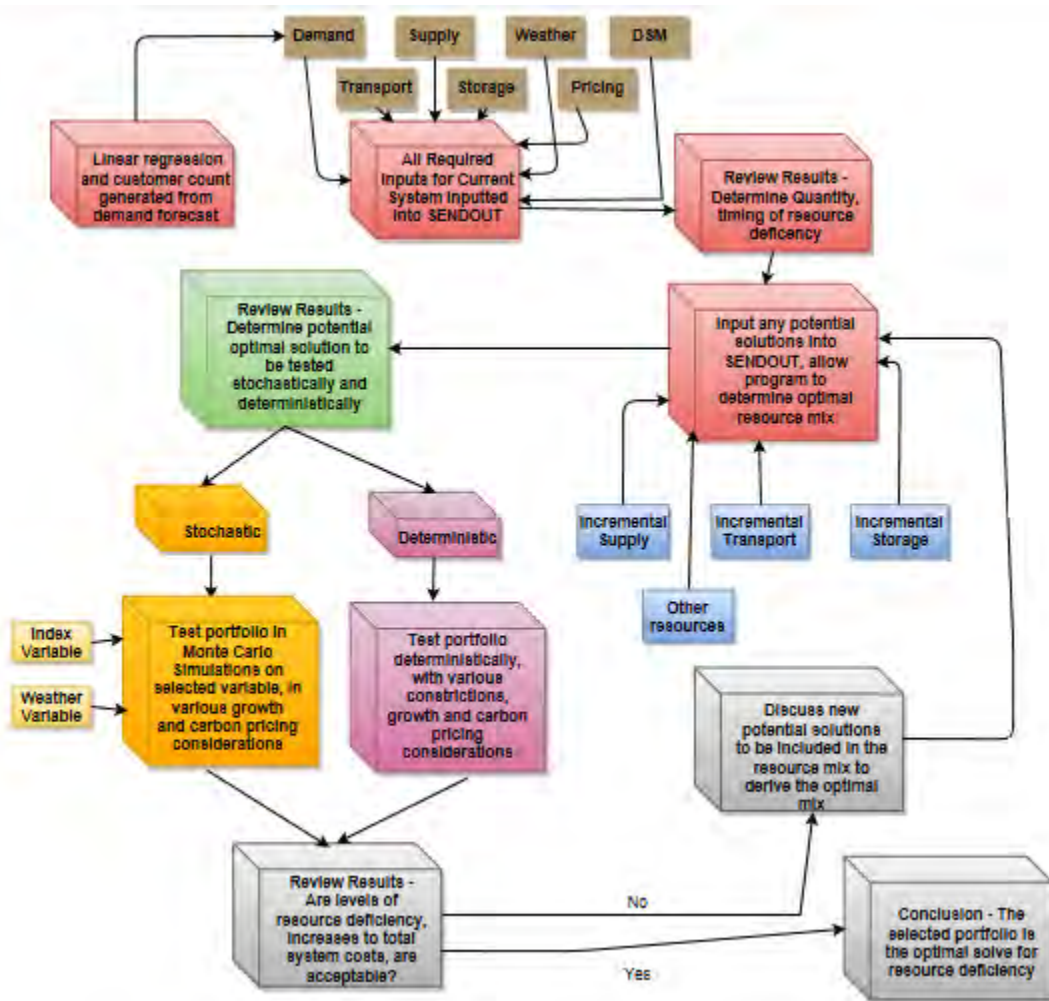 Demand
Supply
Weather
DSM
Transport
Storage
Pricing
Linear regression
and customer count
generated from
demand forecast
All Required
Inputs for Current
System Inputted
into SENDOUT
Review Results -
Determine Quantity,
timing of resource
deficency
Review Results -
Determine potential
optimal solution to
be tested
stochastically and
deterministically
Input any potential
solutions into
SENDOUT, allow
program to
determine optimal
resource mix
Stochastic
Deterministic
Incremental
Supply
Incremental
Transport
Incremental
Storage
Other
resources
Index
Variable
Weather
Variable
Test portfolio in
Monte Carlo
Simulations on
selected variable, in
various growth
and carbon pricing
considerations
Test portfolio
deterministically,
with various
constrictions,
growth and carbon
pricing
considerations
Discuss new
potential solutions
to be included in the
resource mix to
derive the optimal
mix
Review Results -
Are levels of
resource deficiency,
increases to total
system costs, are
acceptable?
No
Yes
Conclusion - The
selected portfolio is
the optimal solve for
resource deficiency